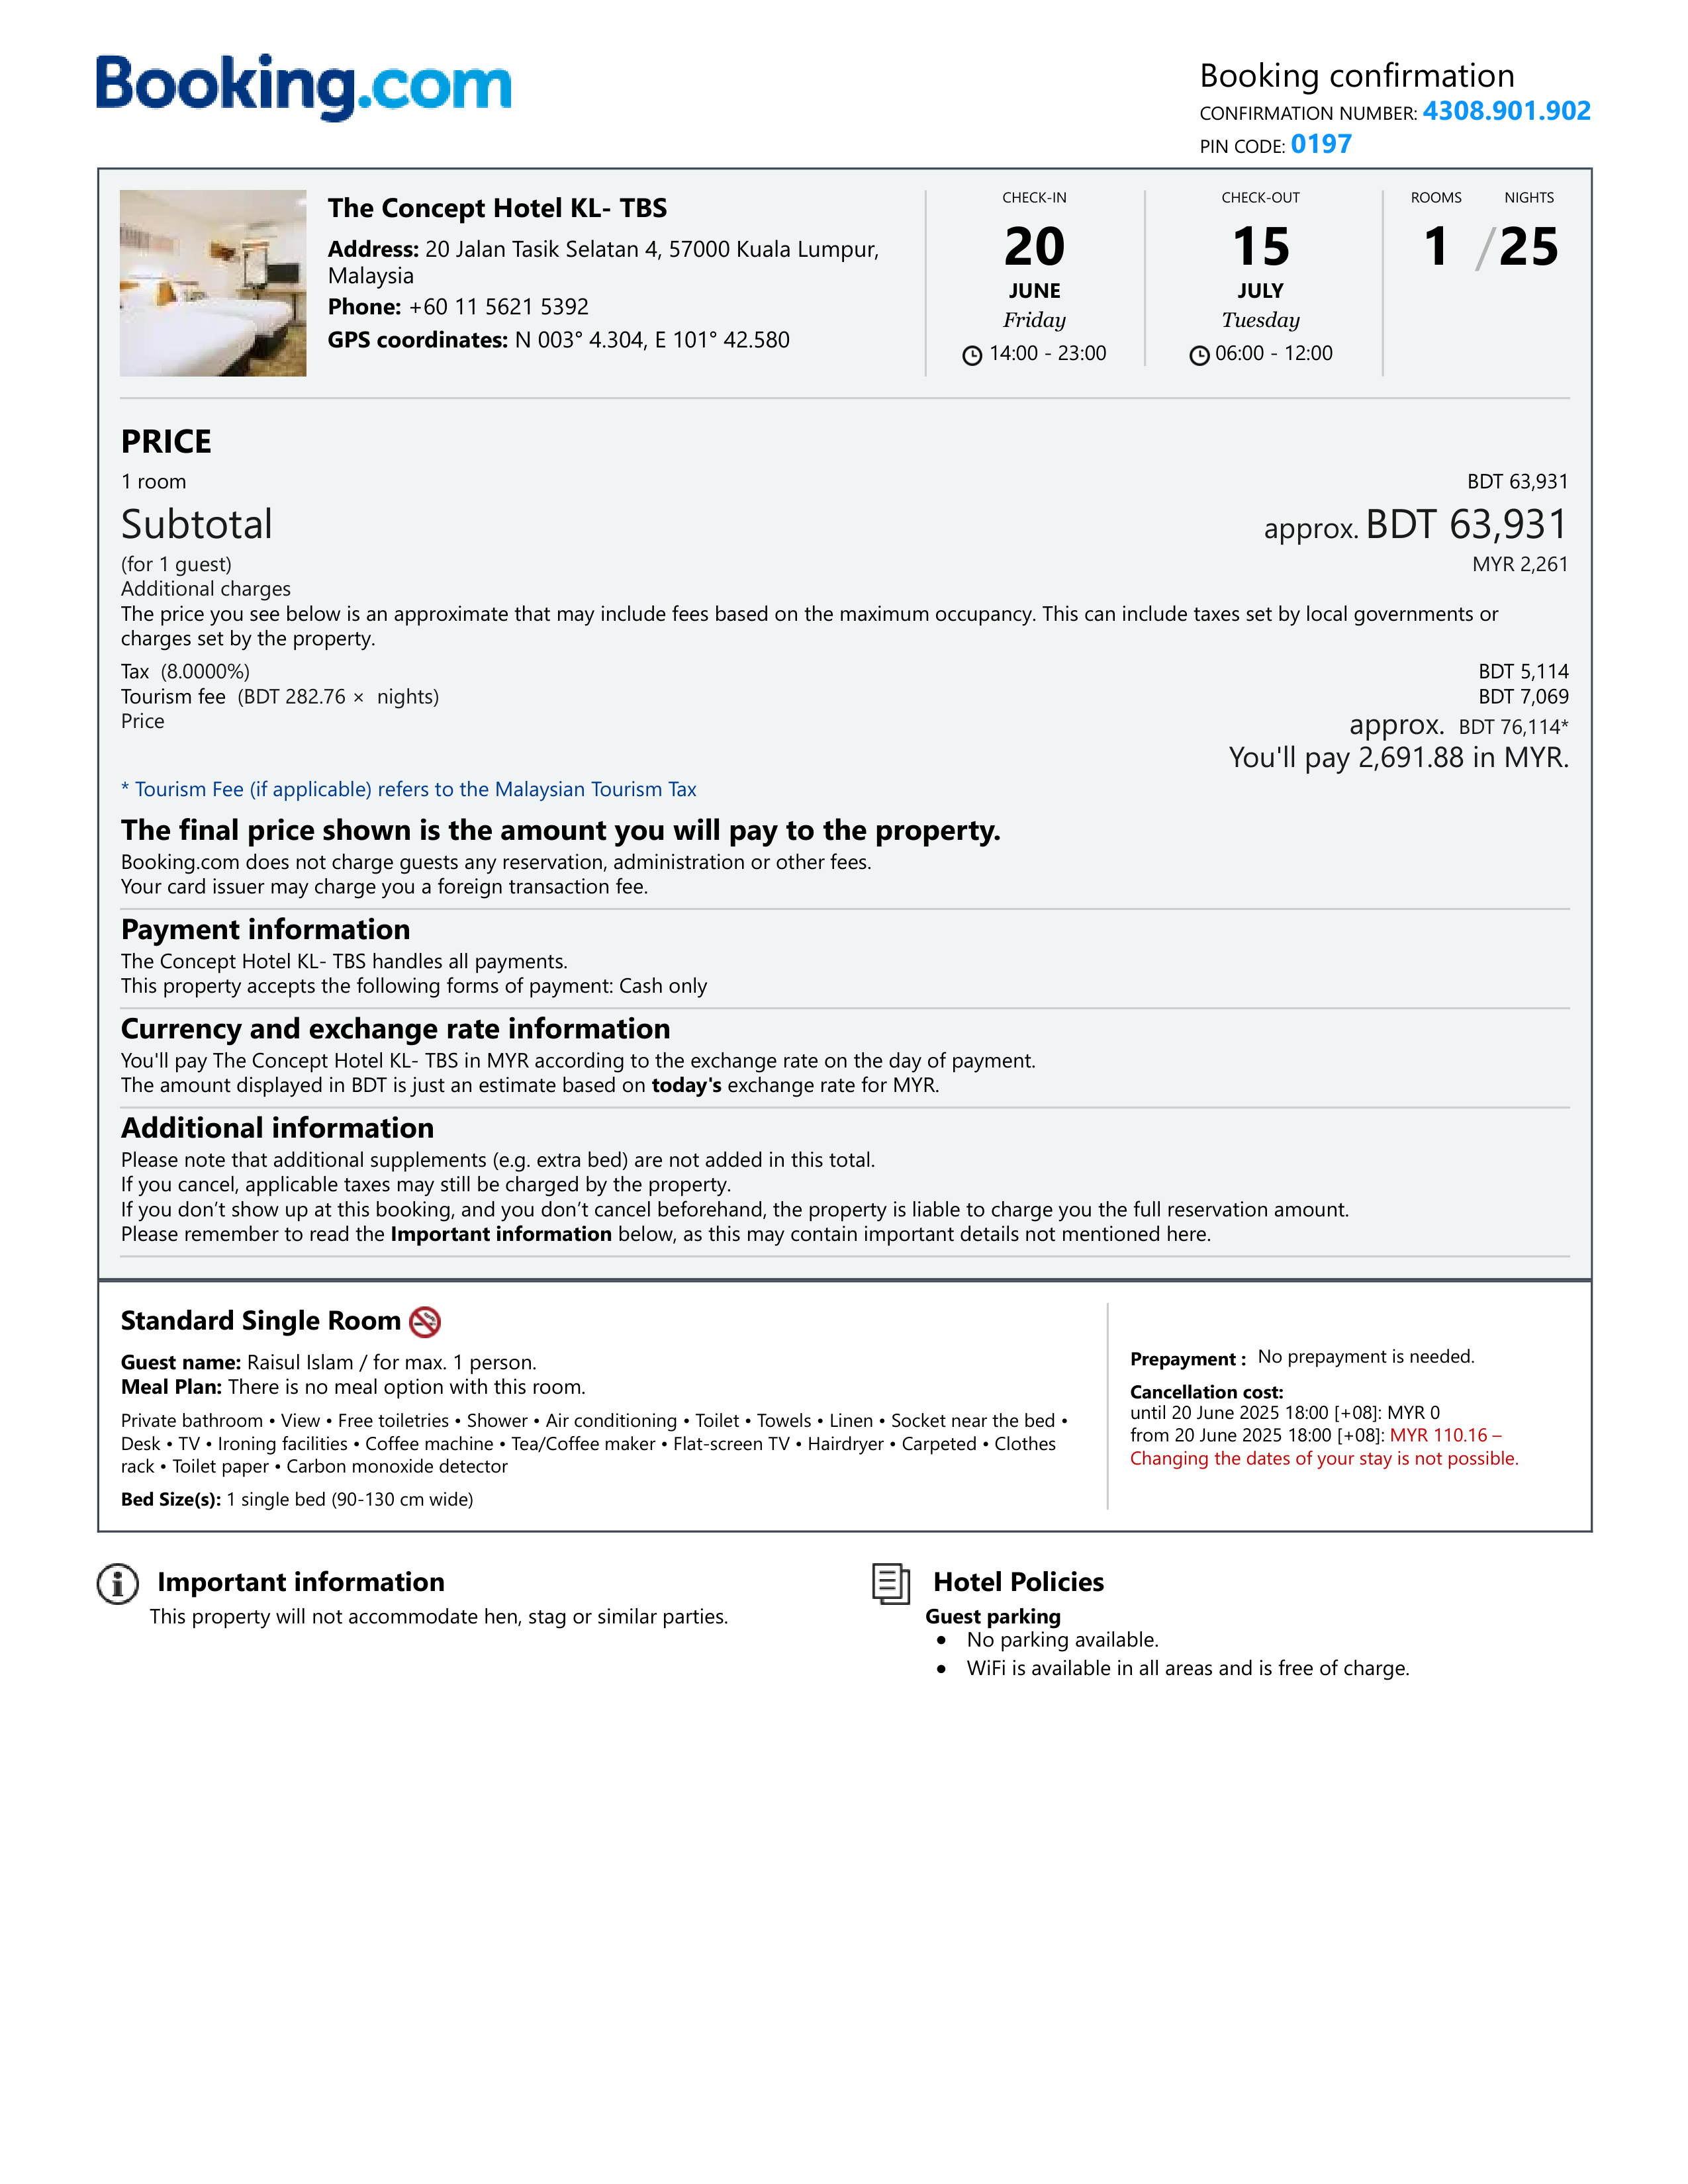 Booking.com
Booking confirmation
CONFIRMATION NUMBER: 4308.901.902
PIN CODE: 0197
The Concept Hotel KL- TBS
Address: 20 Jalan Tasik Selatan 4, 57000 Kuala Lumpur,
Malaysia
Phone: +60 11 5621 5392
GPS coordinates: N 003° 4.304, E 101° 42.580
CHECK-IN
20
JUNE
Friday
14:00 - 23:00
CHECK-OUT
15
JULY
Tuesday
06:00 - 12:00
ROOMS NIGHTS
1 / 25
PRICE
1 room BDT 63,931
Subtotal approx. BDT 63,931
(for 1 guest) MYR 2,261
Additional charges
The price you see below is an approximate that may include fees based on the maximum occupancy. This can include taxes set by local governments or
charges set by the property.
Tax (8.0000%) BDT 5,114
Tourism fee (BDT 282.76 × nights) BDT 7,069
Price approx. BDT 76,114*
You'll pay 2,691.88 in MYR.
* Tourism Fee (if applicable) refers to the Malaysian Tourism Tax
The final price shown is the amount you will pay to the property.
Booking.com does not charge guests any reservation, administration or other fees.
Your card issuer may charge you a foreign transaction fee.
Payment information
The Concept Hotel KL- TBS handles all payments.
This property accepts the following forms of payment: Cash only
Currency and exchange rate information
You'll pay The Concept Hotel KL- TBS in MYR according to the exchange rate on the day of payment.
The amount displayed in BDT is just an estimate based on today's exchange rate for MYR.
Additional information
Please note that additional supplements (e.g. extra bed) are not added in this total.
If you cancel, applicable taxes may still be charged by the property.
If you don’t show up at this booking, and you don’t cancel beforehand, the property is liable to charge you the full reservation amount.
Please remember to read the Important information below, as this may contain important details not mentioned here.
Standard Single Room
Guest name: Raisul Islam / for max. 1 person.
Meal Plan: There is no meal option with this room.
Private bathroom • View • Free toiletries • Shower • Air conditioning • Toilet • Towels • Linen • Socket near the bed •
Desk • TV • Ironing facilities • Coffee machine • Tea/Coffee maker • Flat-screen TV • Hairdryer • Carpeted • Clothes
rack • Toilet paper • Carbon monoxide detector
Bed Size(s): 1 single bed (90-130 cm wide)
Prepayment : No prepayment is needed.
Cancellation cost:
until 20 June 2025 18:00 [+08]: MYR 0
from 20 June 2025 18:00 [+08]: MYR 110.16 –
Changing the dates of your stay is not possible.
Important information
This property will not accommodate hen, stag or similar parties.
Hotel Policies
Guest parking
• No parking available.
• WiFi is available in all areas and is free of charge.